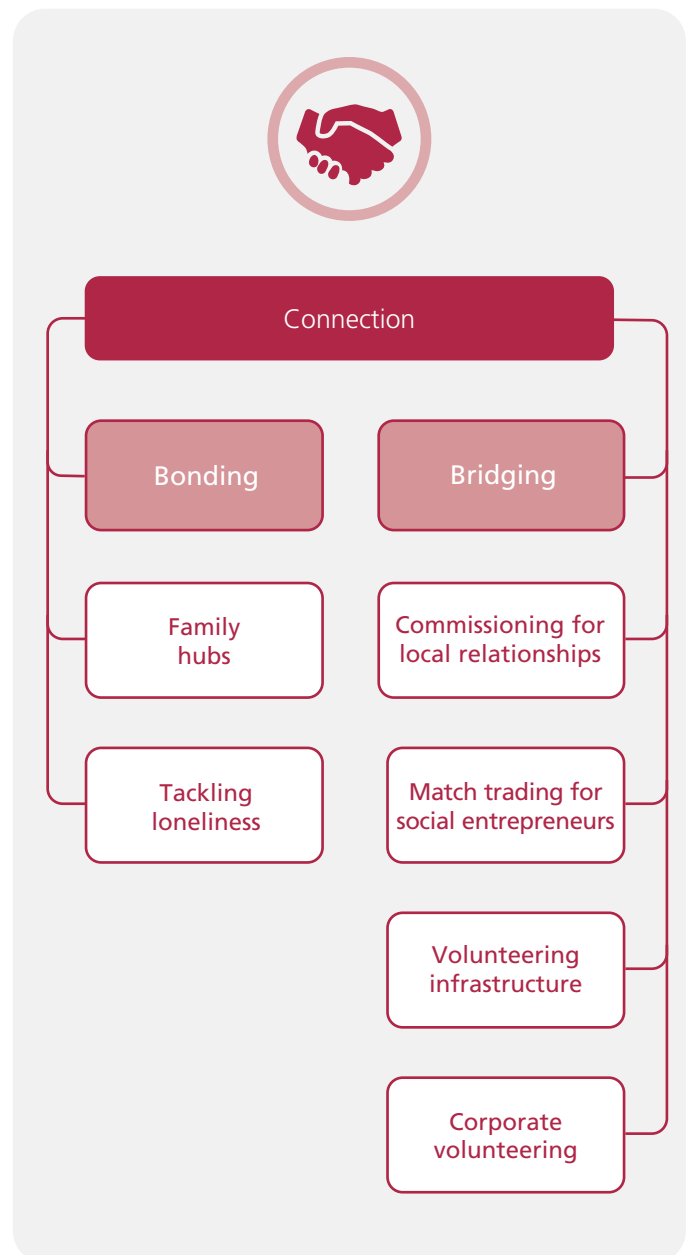 Connection
Bonding
Family
hubs
Tackling
loneliness
Bridging
Commissioning for
local relationships
Match trading for
social entrepreneurs
Volunteering
infrastructure
Corporate
volunteering